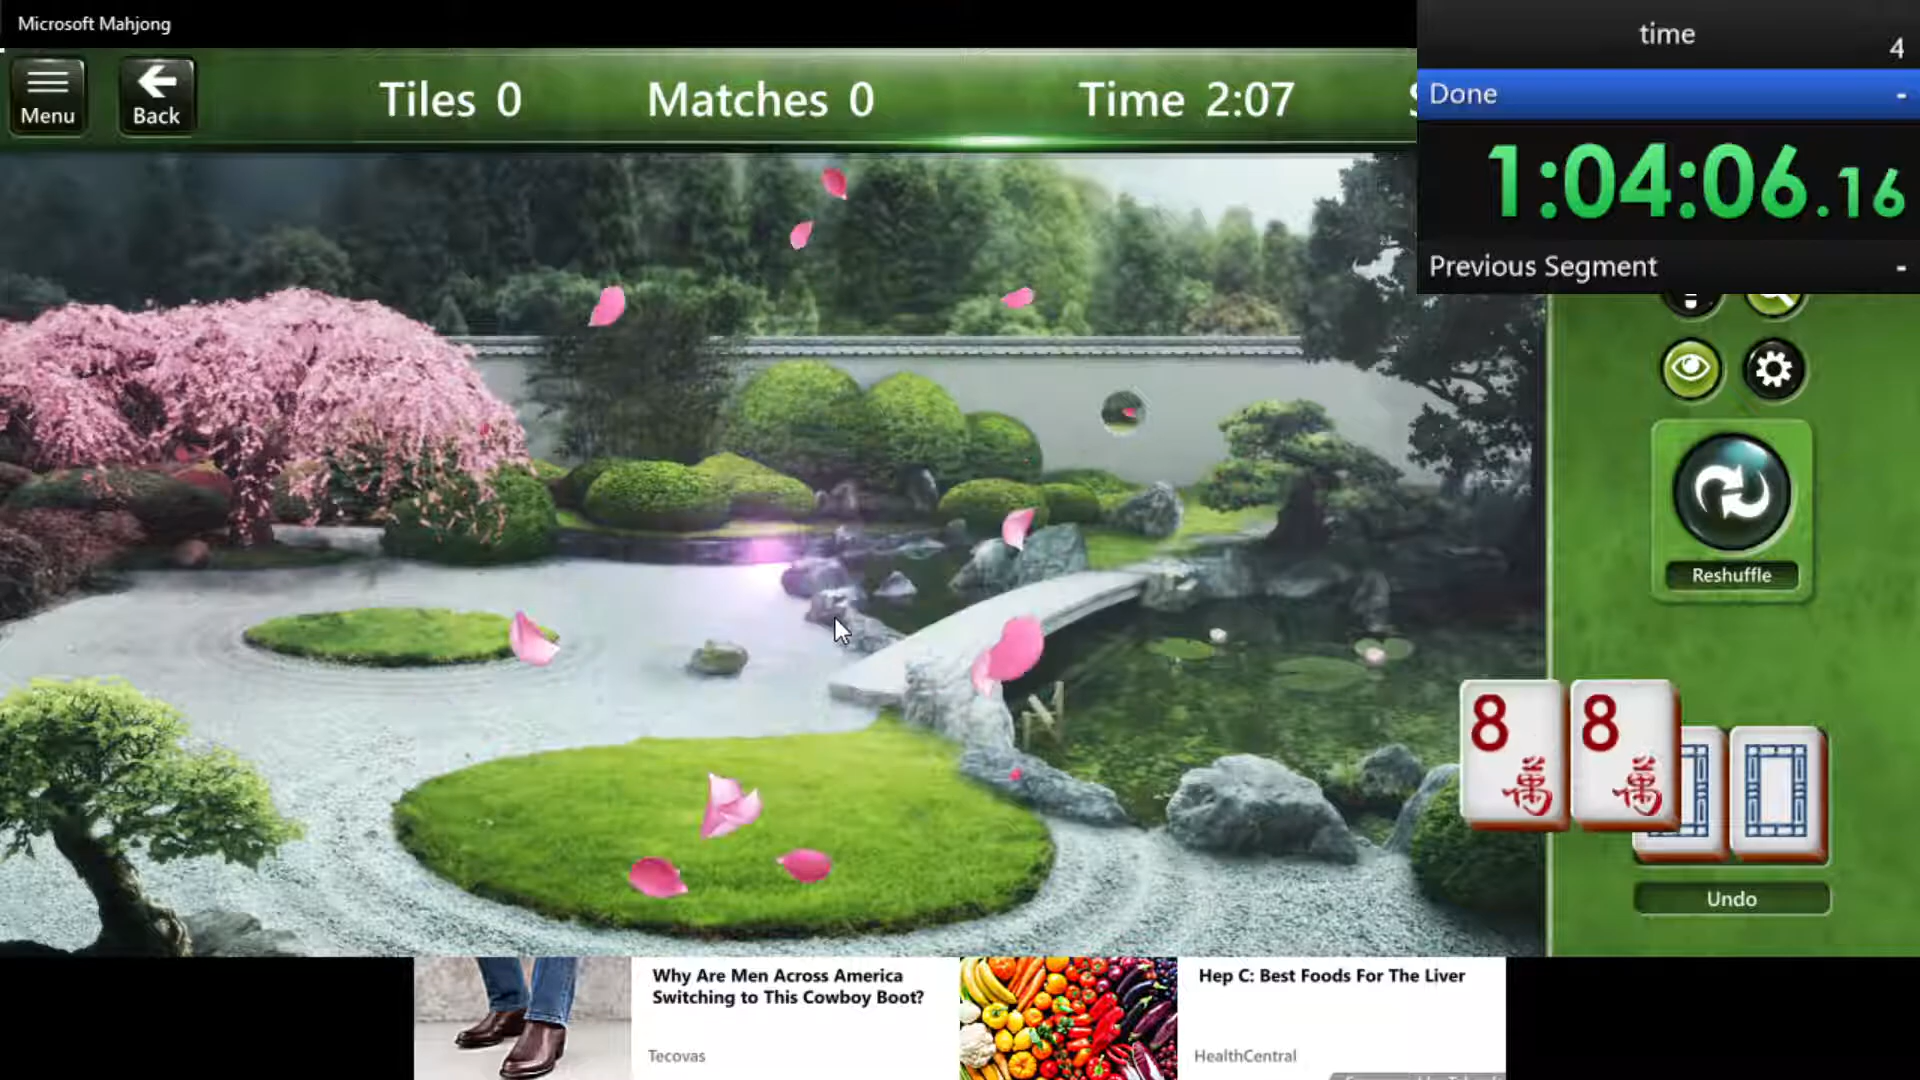 Microsoft Mahjong
Menu
Back
Tiles 0
Matches 0
Time 2:07
time
4
Done
-
1:04:06.16
Previous Segment
-
Reshuffle
8
萬
8
萬
Undo
Why Are Men Across America
Switching to This Cowboy Boot?
Tecovas
Hep C: Best Foods For The Liver
HealthCentral